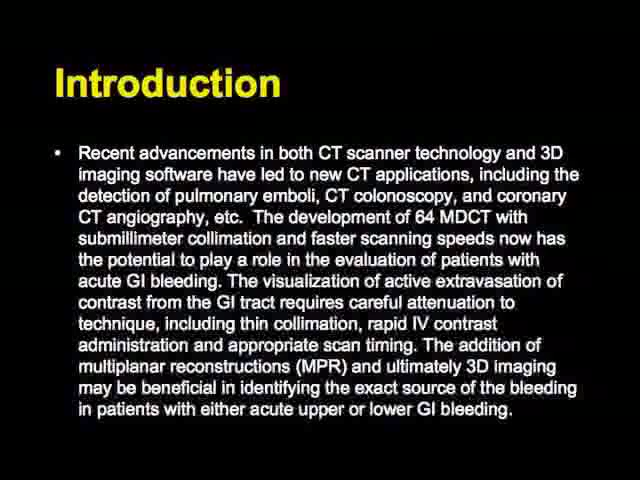 Introduction
• Recent advancements in both CT scanner technology and 3D
imaging software have led to new CT applications, including the
detection of pulmonary emboli, CT colonoscopy, and coronary
CT angiography, etc.  The development of 64 MDCT with
submillimeter collimation and faster scanning speeds now has
the potential to play a role in the evaluation of patients with
acute GI bleeding. The visualization of active extravasation of
contrast from the GI tract requires careful attenuation to
technique, including thin collimation, rapid IV contrast
administration and appropriate scan timing. The addition of
multiplanar reconstructions (MPR) and ultimately 3D imaging
may be beneficial in identifying the exact source of the bleeding
in patients with either acute upper or lower GI bleeding.